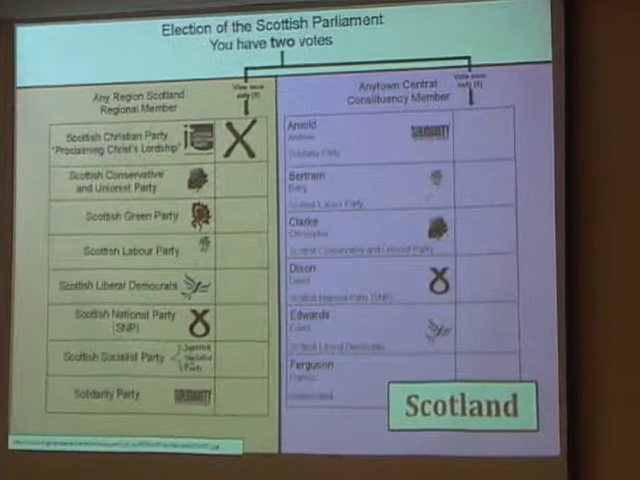 Election of the Scottish Parliament
You have two votes
Any Region Scotland
Regional Member
Vote once
only (X)
Scottish Christian Party
"Proclaiming Christ's Lordship"
X
Scottish Conservative
and Unionist Party
Scottish Green Party
Scottish Labour Party
Scottish Liberal Democrats
Scottish National Party
(SNP)
Scottish Socialist Party
Solidarity Party
SOLIDARITY
Anytown Central
Constituency Member
Vote once
only (X)
Arnold
Andrew
Solidarity Party
SOLIDARITY
Bertram
Scottish Labour Party
Clarke
Christopher
Scottish Conservative and Unionist Party
Dixon
Scottish National Party (SNP)
Edwards
Scottish Liberal Democrats
Ferguson
Independent
Scotland